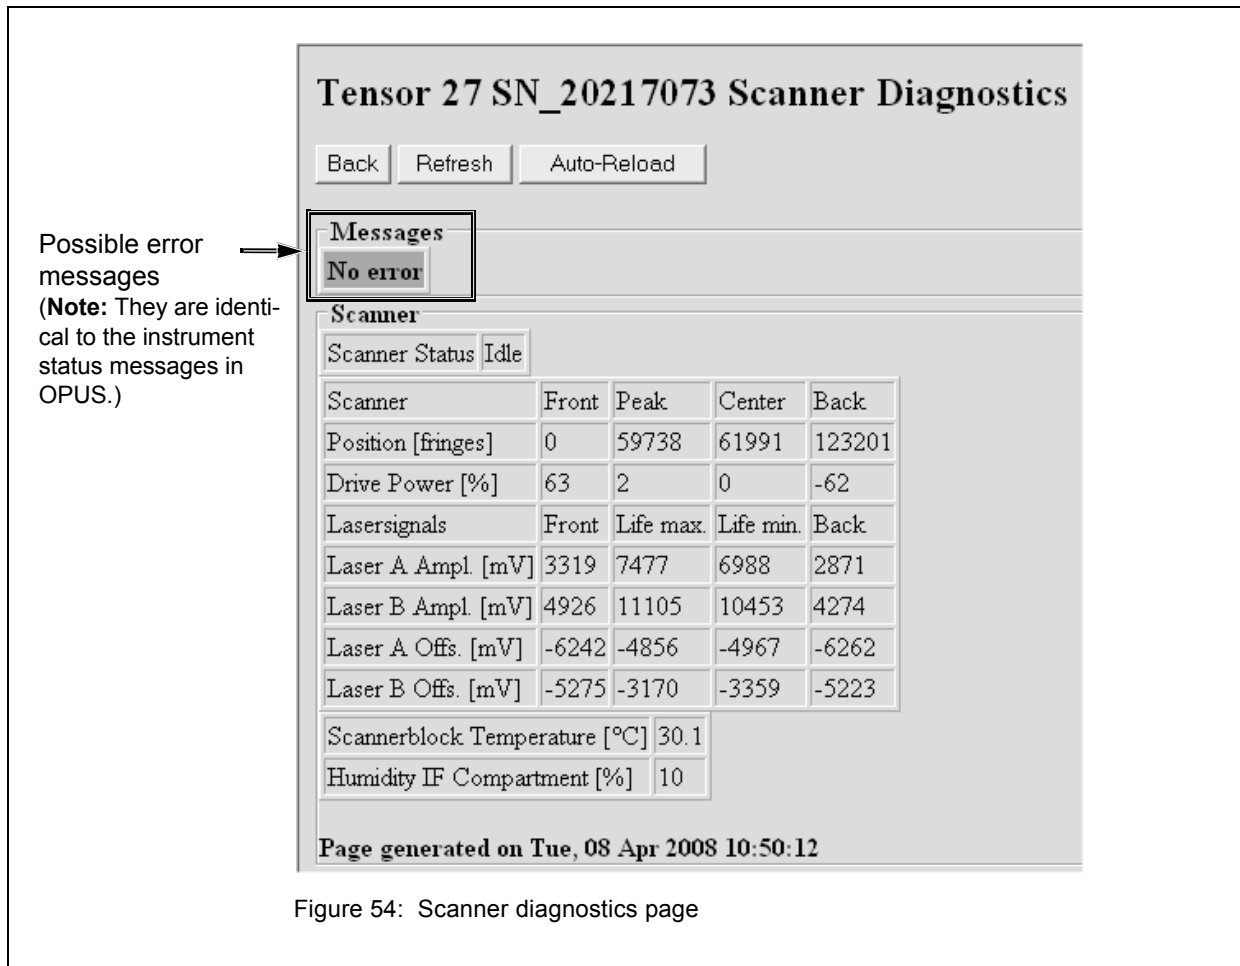 Tensor 27 SN_20217073 Scanner Diagnostics
Back Refresh Auto-Reload
Possible error
messages
(Note: They are identi-
cal to the instrument
status messages in
OPUS.)
Messages
No error
Scanner
Scanner Status Idle
Scanner Front Peak Center Back
Position [fringes] 0 59738 61991 123201
Drive Power [%] 63 2 0 -62
Lasersignals Front Life max. Life min. Back
Laser A Ampl. [mV] 3319 7477 6988 2871
Laser B Ampl. [mV] 4926 11105 10453 4274
Laser A Offs. [mV] -6242 -4856 -4967 -6262
Laser B Offs. [mV] -5275 -3170 -3359 -5223
Scannerblock Temperature [°C] 30.1
Humidity IF Compartment [%] 10
Page generated on Tue, 08 Apr 2008 10:50:12
Figure 54: Scanner diagnostics page